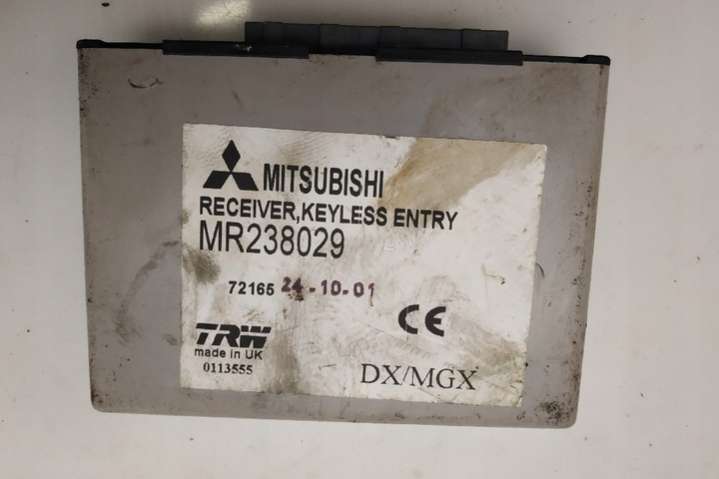 MITSUBISHI
RECEIVER,KEYLESS ENTRY
MR238029
72165 24-10-01
CE
TRW
made in UK
0113555
DX/MGX